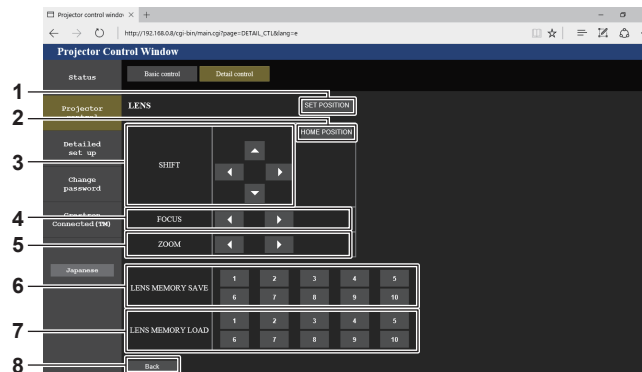 Projector control window
http://192.168.0.8/cgi-bin/main.cgi?page=DETAIL_CTL&lang=e
Projector Control Window
Status
Basic control
Detail control
1
Projector
LENS
SET POSITION
2
HOME POSITION
Detailed
set up
3
SHIFT
Change
password
4
Connected(TM)
FOCUS
5
ZOOM
Japanese
6
LENS MEMORY SAVE
1 2 3 4 5
6 7 8 9 10
7
LENS MEMORY LOAD
1 2 3 4 5
6 7 8 9 10
8
Back